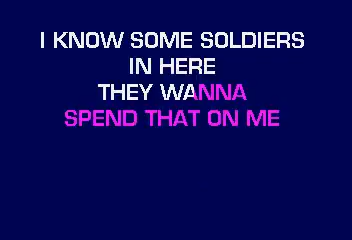 I KNOW SOME SOLDIERS
IN HERE
THEY WANNA
SPEND THAT ON ME